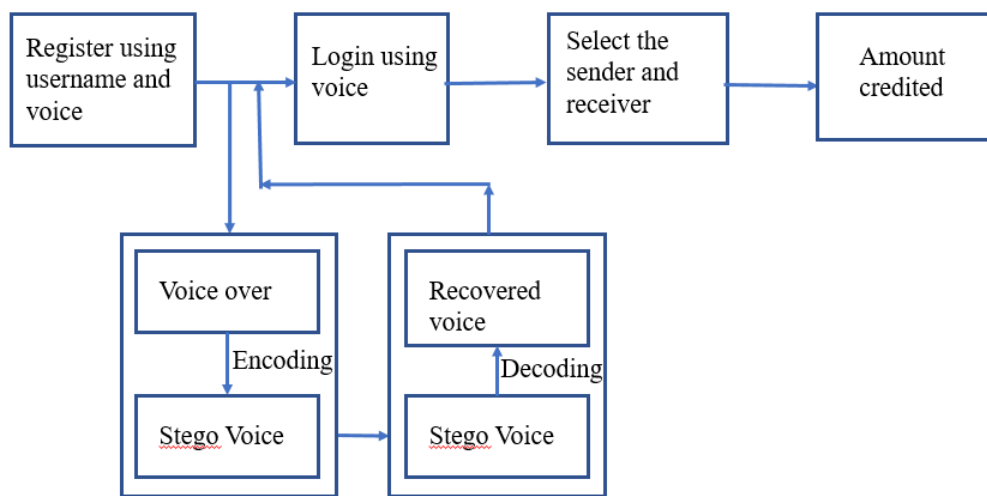 Register using
username and
voice
Login using
voice
Select the
sender and
receiver
Amount
credited
Voice over
Encoding
Stego Voice
Recovered
voice
Decoding
Stego Voice